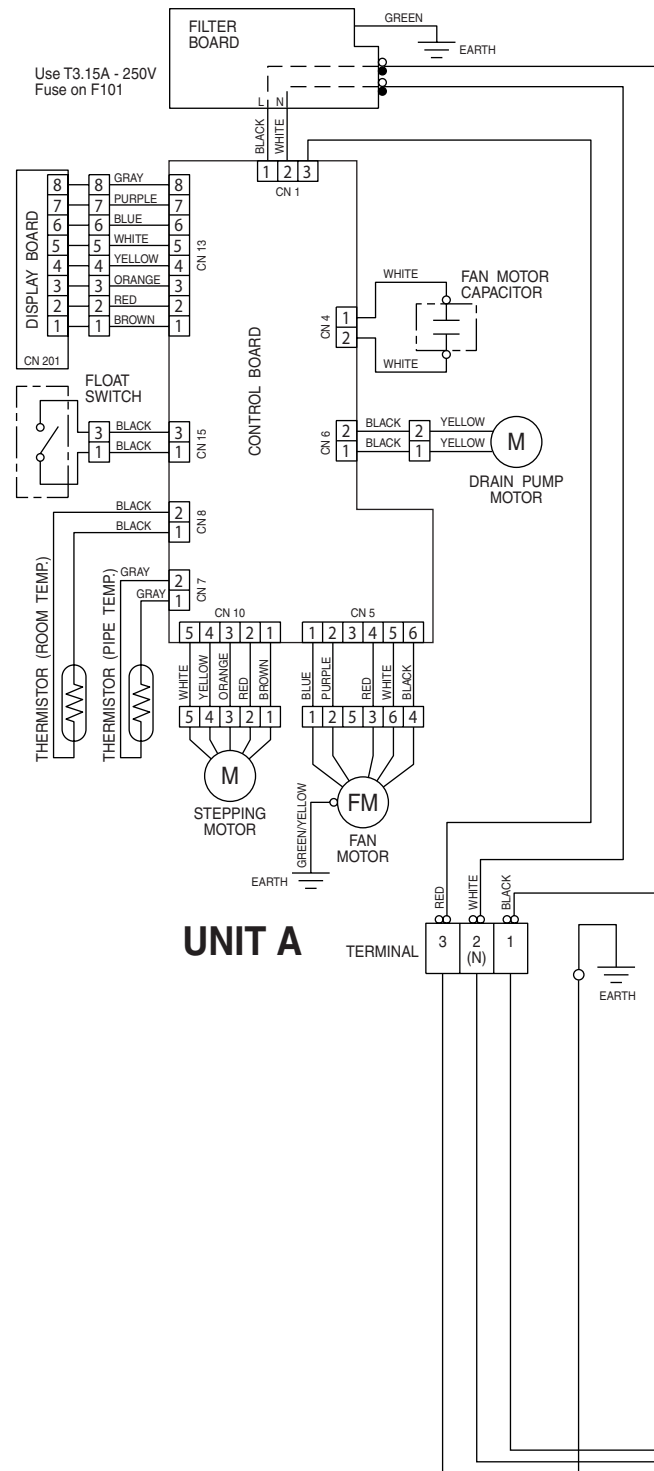 FILTER
BOARD
GREEN
EARTH
Use T3.15A - 250V
Fuse on F101
L N
BLACK
WHITE
1 2 3
CN 1
DISPLAY BOARD
CN 201
8 8 GRAY 8
7 7 PURPLE 7
6 6 BLUE 6
5 5 WHITE 5
4 4 YELLOW 4
3 3 ORANGE 3
2 2 RED 2
1 1 BROWN 1
CN 13
CONTROL BOARD
WHITE
FAN MOTOR
CAPACITOR
CN 4
1
2
WHITE
FLOAT
SWITCH
3 BLACK 3
1 BLACK 1
CN 15
CN 6
2 BLACK 2 YELLOW
1 BLACK 1 YELLOW
M
DRAIN PUMP
MOTOR
BLACK 2
BLACK 1
CN 8
GRAY 2
GRAY 1
CN 7
THERMISTOR (ROOM TEMP.)
THERMISTOR (PIPE TEMP.)
CN 10
5 4 3 2 1
WHITE
YELLOW
ORANGE
RED
BROWN
5 4 3 2 1
M
STEPPING
MOTOR
CN 5
1 2 3 4 5 6
BLUE
PURPLE
RED
WHITE
BLACK
1 2 5 3 6 4
FM
FAN
MOTOR
GREEN/YELLOW
EARTH
UNIT A
RED
WHITE
BLACK
TERMINAL
3 2 1
(N)
EARTH